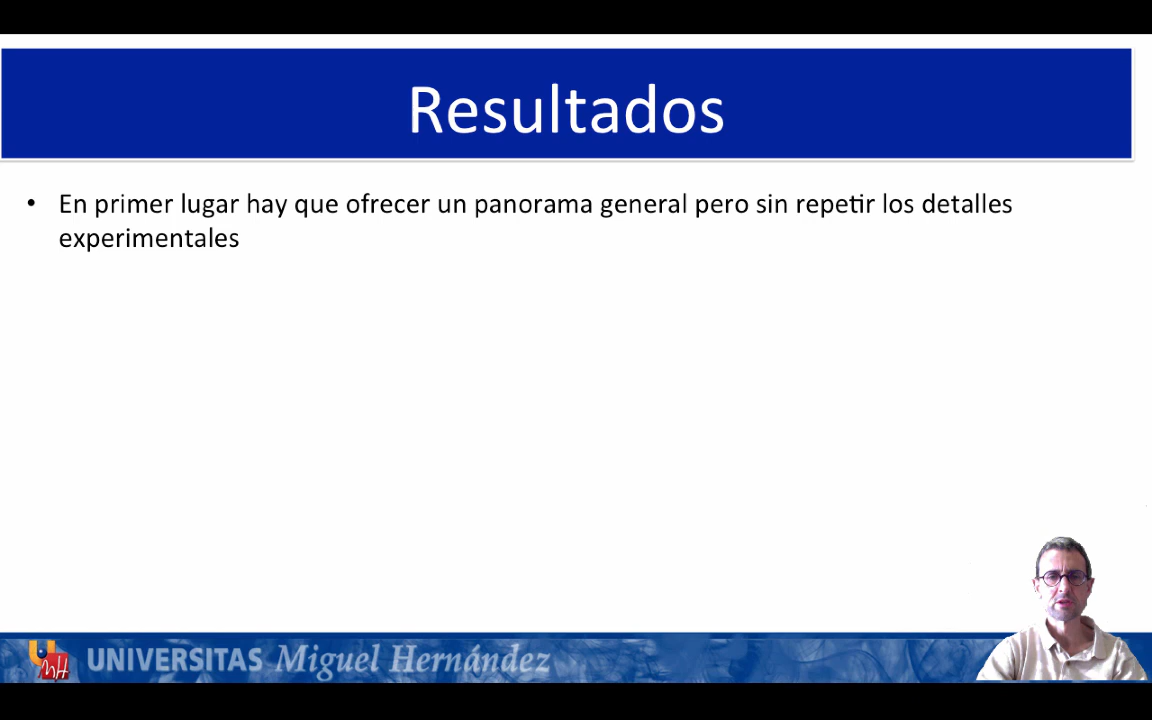 Resultados
• En primer lugar hay que ofrecer un panorama general pero sin repetir los detalles
experimentales
UNIVERSITAS Miguel Hernández